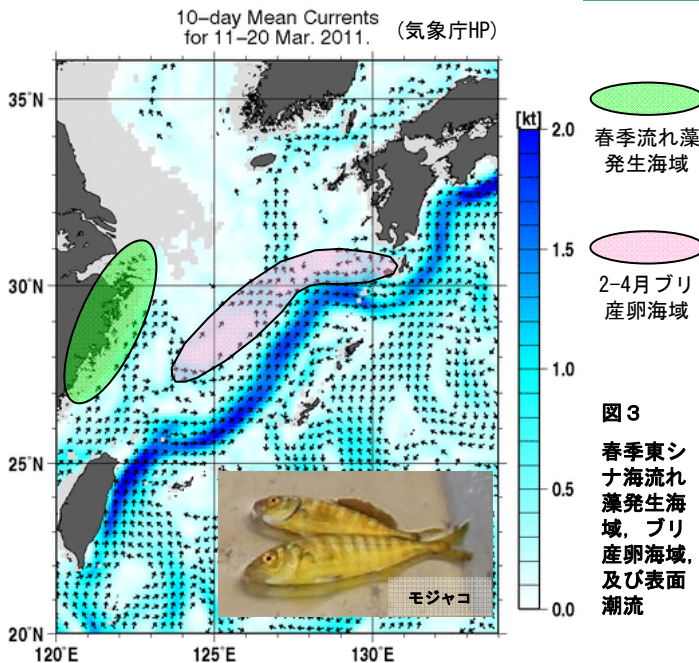 10-day Mean Currents
for 11-20 Mar. 2011.
(気象庁HP)
35°N
30°N
25°N
20°N
120°E
125°E
130°E
[kt]
2.0
1.5
1.0
0.5
0.0
モジャコ
春季流れ藻
発生海域
2-4月ブリ
産卵海域
図3
春季東シ
ナ海流れ
藻発生海
域，ブリ
産卵海域，
及び表面
潮流